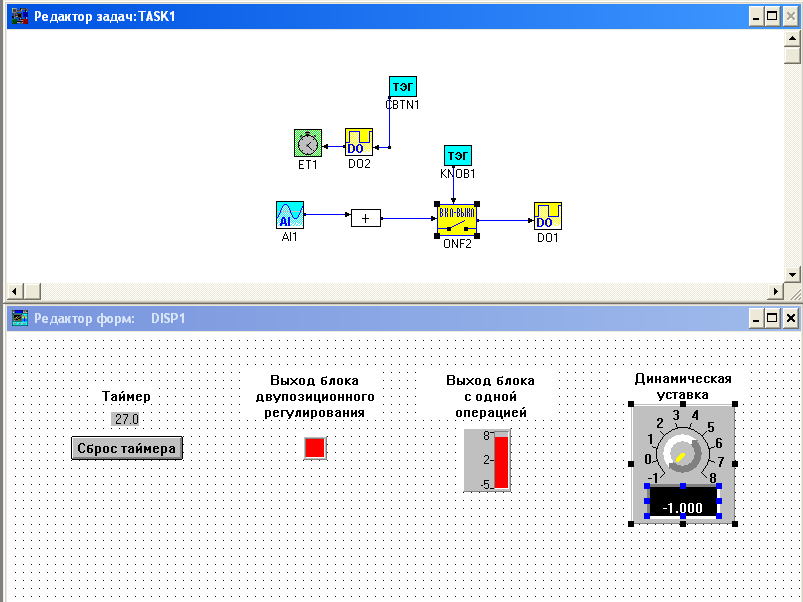 Редактор задач:TASK1
ТЭГ
CBTN1
DO
ET1
DO2
ТЭГ
KNOB1
AI
+
ВКЛ-ВЫКЛ
DO
AI1
ONF2
DO1
Редактор форм: DISP1
Таймер
27.0
Сброс таймера
Выход блока
двупозиционного
регулирования
Выход блока
с одной
операцией
8
2
-5
Динамическая
уставка
-1
0
1
2
3
4
5
6
7
8
-1.000